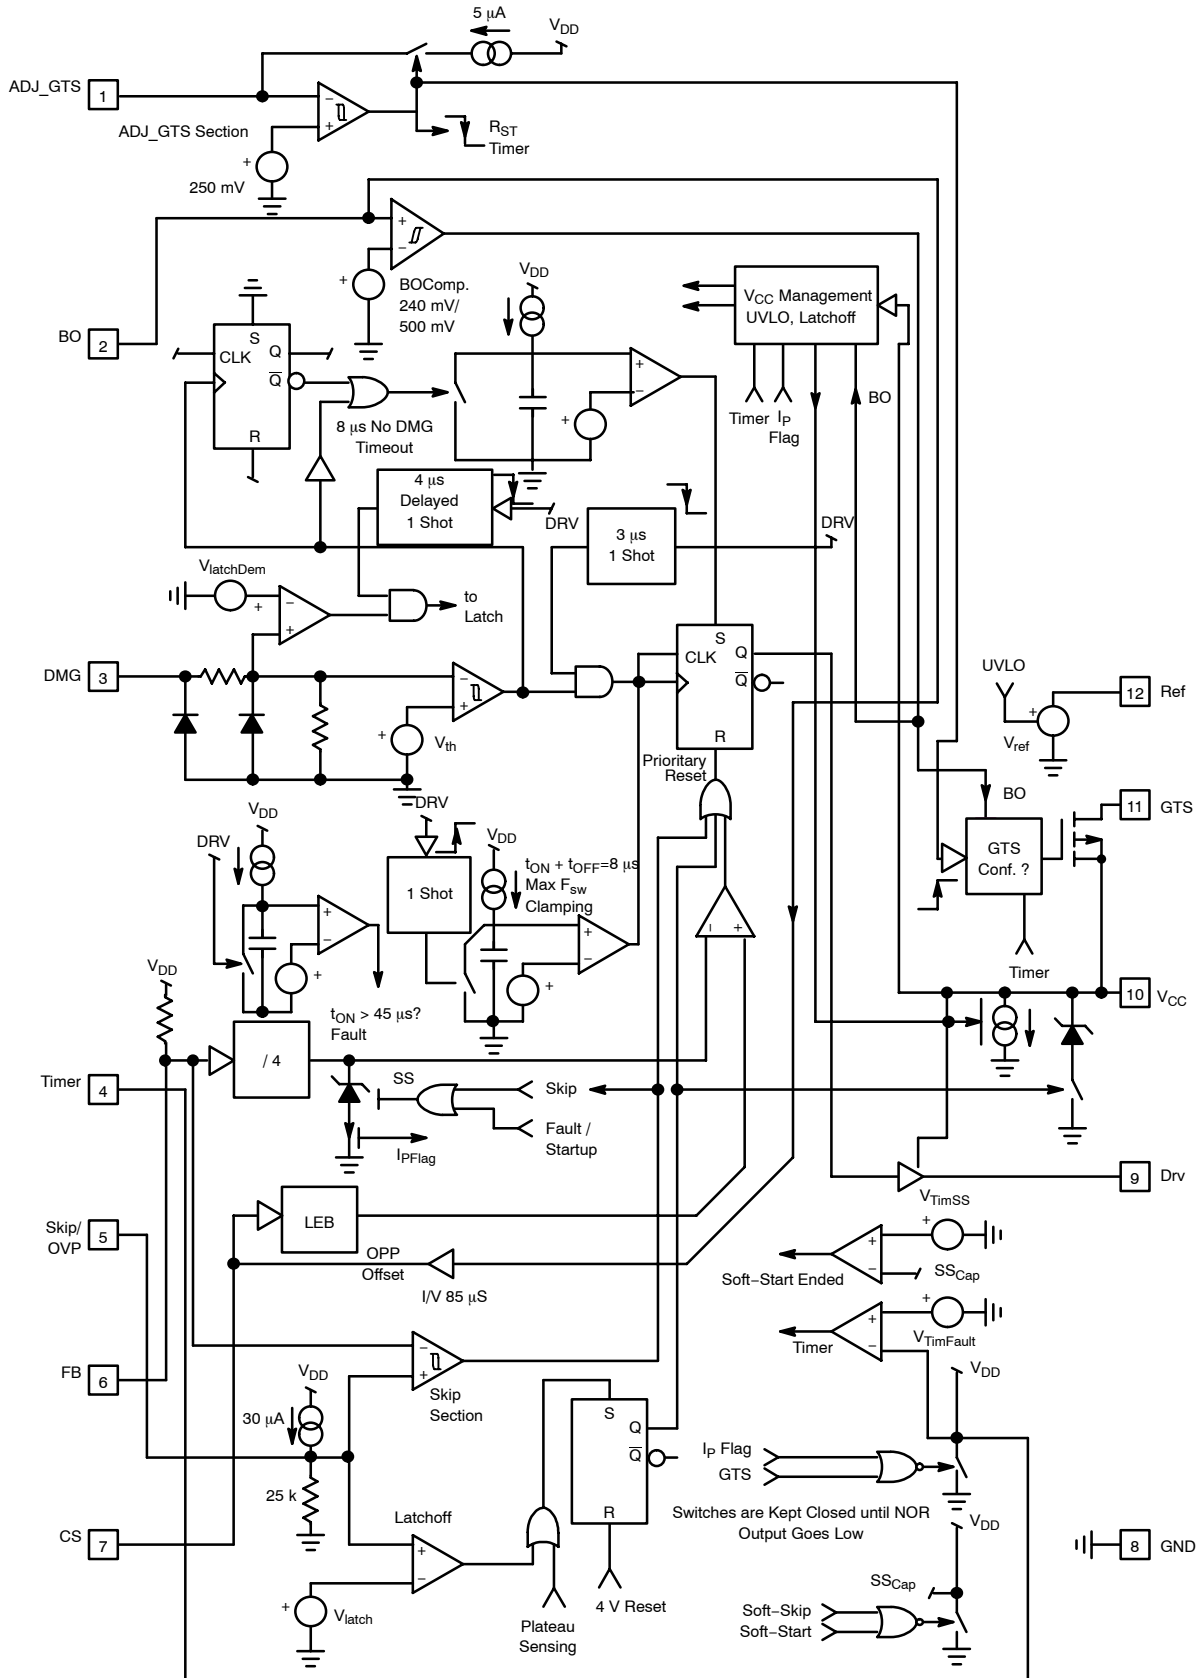 5 μA
VDD
ADJ_GTS
1
−
+
ADJ_GTS Section
RST
Timer
+
250 mV
+
−
+
BOComp.
240 mV/
500 mV
VDD
VCC Management
UVLO, Latchoff
BO
2
S
CLK
Q
Q
R
+
−
+
8 μs No DMG
Timeout
Timer
IP
Flag
BO
4 μs
Delayed
1 Shot
DRV
3 μs
1 Shot
DRV
VlatchDem
+
−
+
to
Latch
DMG
3
−
+
+
Vth
S
CLK
Q
Q
R
Prioritary
Reset
UVLO
+
Vref
12
Ref
BO
11
GTS
GTS
Conf. ?
Timer
VDD
DRV
DRV
VDD
1 Shot
tON + tOFF=8 μs
Max Fsw
Clamping
+
−
+
+
−
+
−
+
tON > 45 μs?
Fault
VDD
/ 4
10
VCC
Timer
4
SS
Skip
Fault /
Startup
IPFlag
9
Drv
LEB
Skip/
OVP
5
OPP
Offset
I/V 85 μS
VTimSS
+
+
−
SSCap
Soft−Start Ended
+
+
−
VTimFault
Timer
FB
6
VDD
30 μA
−
+
Skip
Section
VDD
S
Q
Q
R
IP Flag
GTS
25 k
Latchoff
Switches are Kept Closed until NOR
Output Goes Low
CS
7
+
−
VDD
8
GND
+
Vlatch
Plateau
Sensing
4 V Reset
SSCap
Soft−Skip
Soft−Start